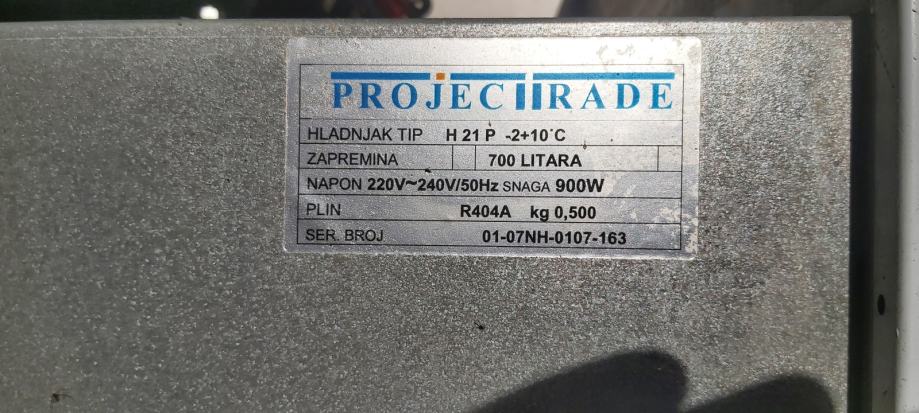 PROJECTTRADE
HLADNJAK TIP H 21 P -2+10°C
ZAPREMINA 700 LITARA
NAPON 220V~240V/50Hz SNAGA 900W
PLIN R404A kg 0,500
SER. BROJ 01-07NH-0107-163